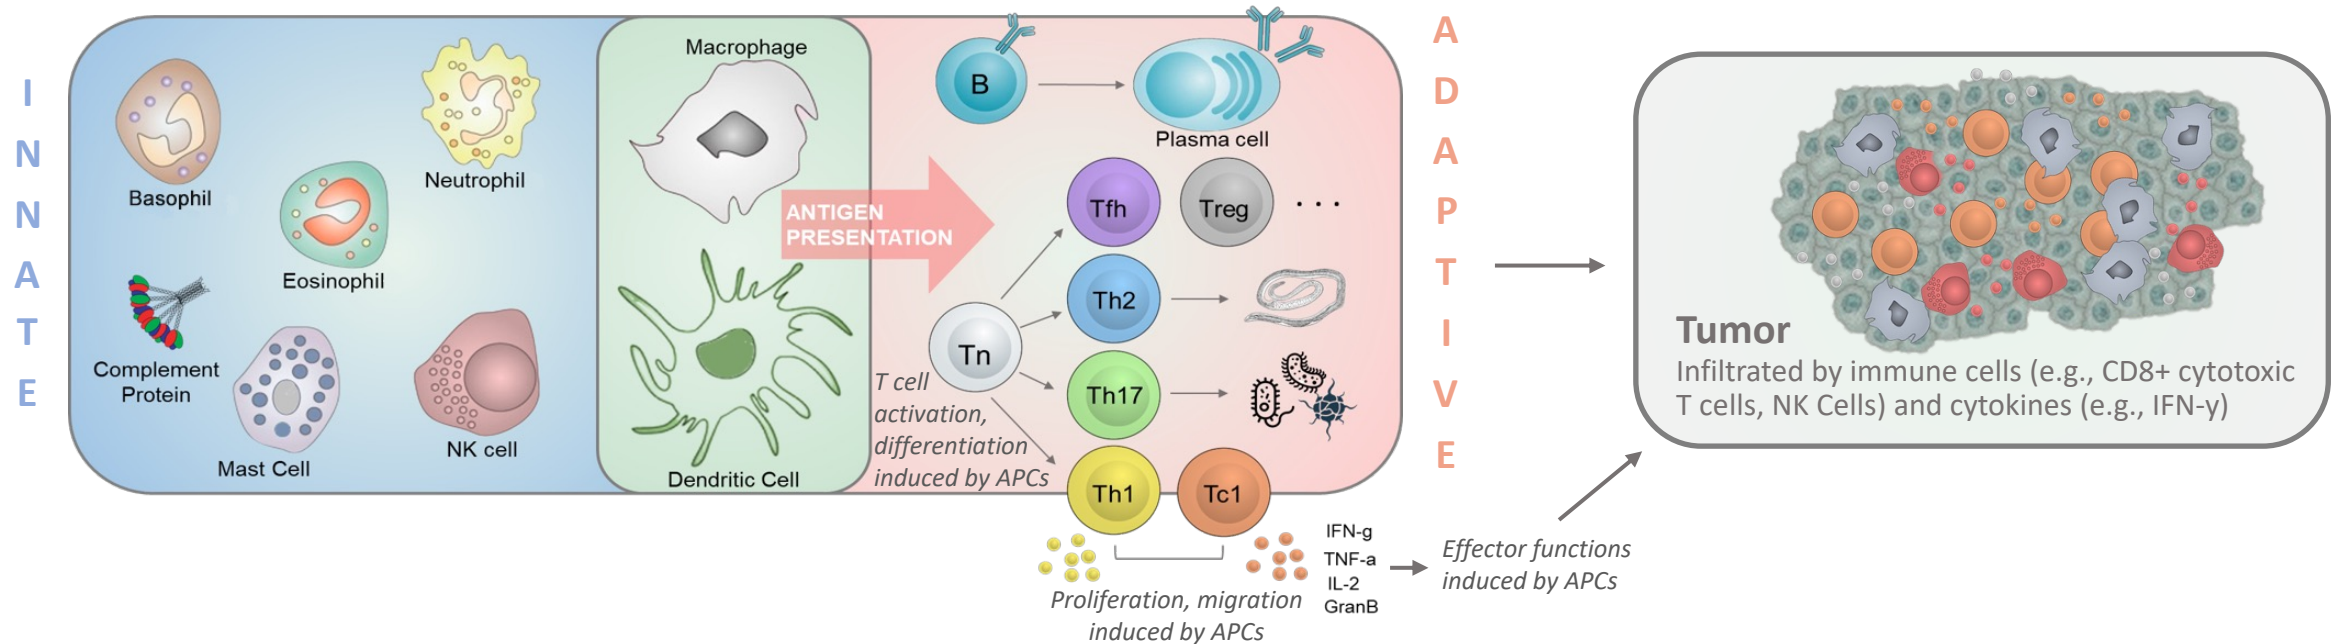 INNATE
Basophil
Neutrophil
Eosinophil
Complement
Protein
Mast Cell
NK cell
Macrophage
Dendritic Cell
ANTIGEN
PRESENTATION
B
Plasma cell
Tfh
Treg
...
Th2
Tn
Th17
T cell
activation,
differentiation
induced by APCs
Th1
Tc1
Proliferation, migration
induced by APCs
IFN-g
TNF-a
IL-2
GranB
Effector functions
induced by APCs
ADAPTIVE
Tumor
Infiltrated by immune cells (e.g., CD8+ cytotoxic
T cells, NK Cells) and cytokines (e.g., IFN-y)